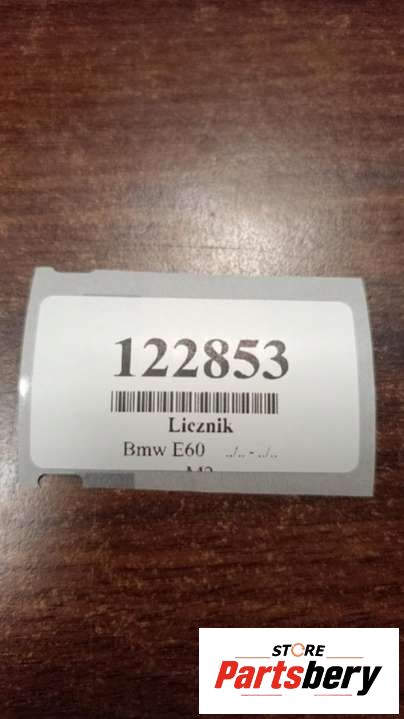 122853
Licznik
Bmw E60 ../.. - ../..
STORE
Partsbery